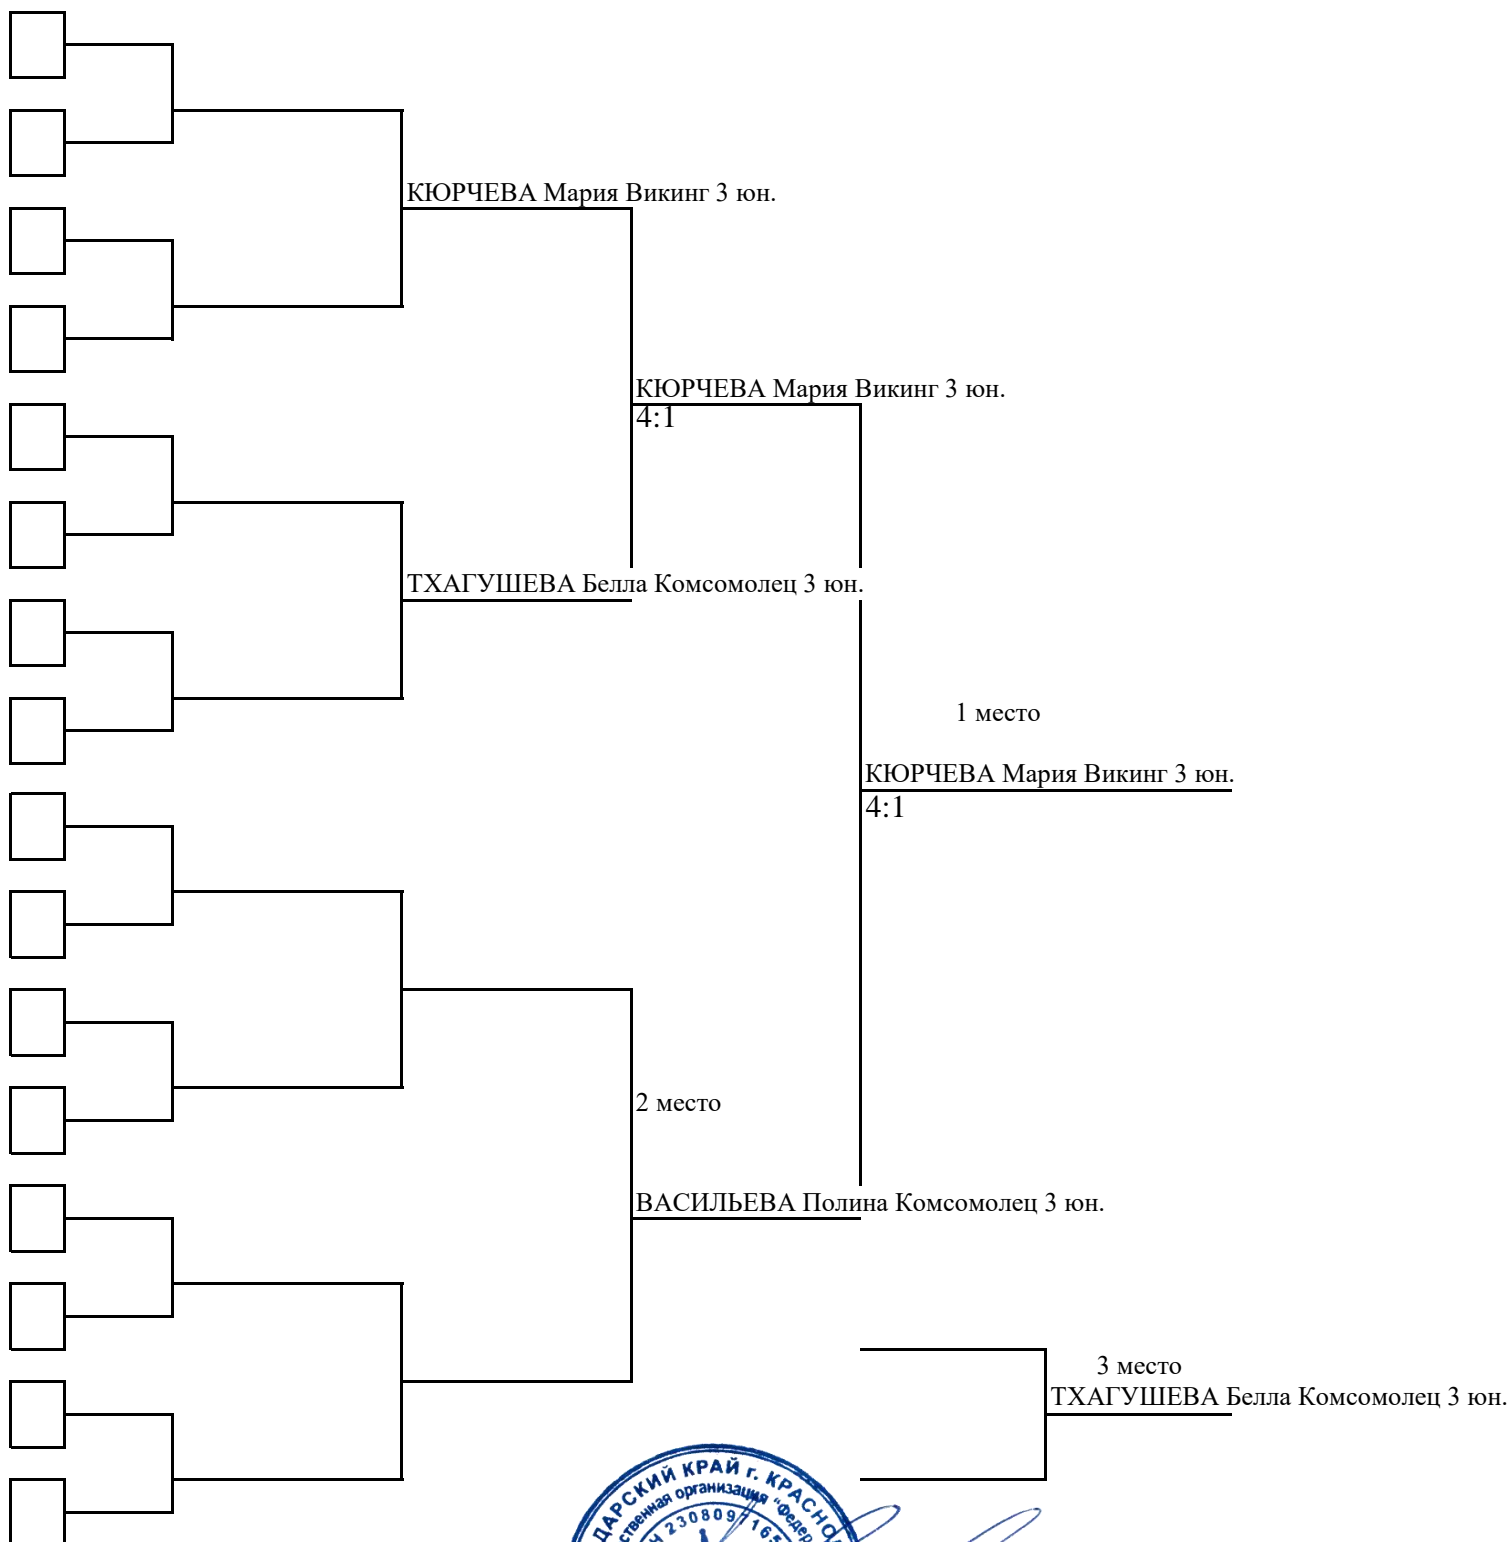 КЮРЧЕВА Мария Викинг 3 юн.
КЮРЧЕВА Мария Викинг 3 юн.
4:1
ТХАГУШЕВА Белла Комсомолец 3 юн.
1 место
КЮРЧЕВА Мария Викинг 3 юн.
4:1
2 место
ВАСИЛЬЕВА Полина Комсомолец 3 юн.
3 место
ТХАГУШЕВА Белла Комсомолец 3 юн.
КРАЙ г.
организация